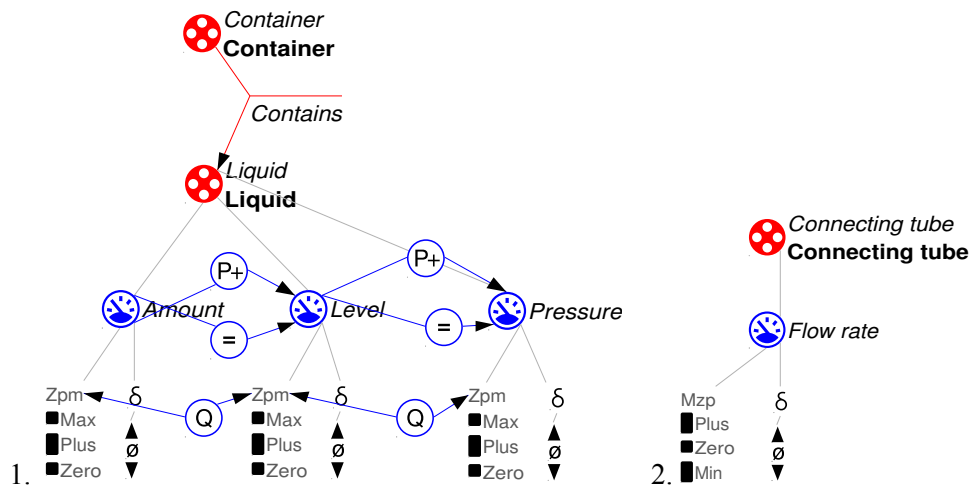 Container
Container
Contains
Liquid
Liquid
P+
P+
Amount
Level
Pressure
=
=
Zpm
δ
Zpm
δ
Zpm
δ
Q
Q
Max
Max
Max
Plus
ø
Plus
ø
Plus
ø
Zero
Zero
Zero
1.
Connecting tube
Connecting tube
Flow rate
Mzp
δ
Plus
Zero
ø
Min
2.